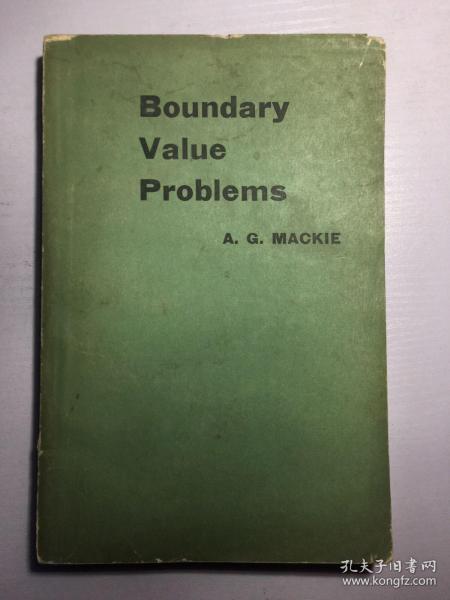 Boundary
Value
Problems
A. G. MACKIE
孔夫子旧书网
www.kongfz.com